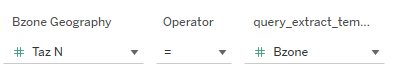 Bzone Geography Operator query_extract_tem...
# Taz N = # Bzone